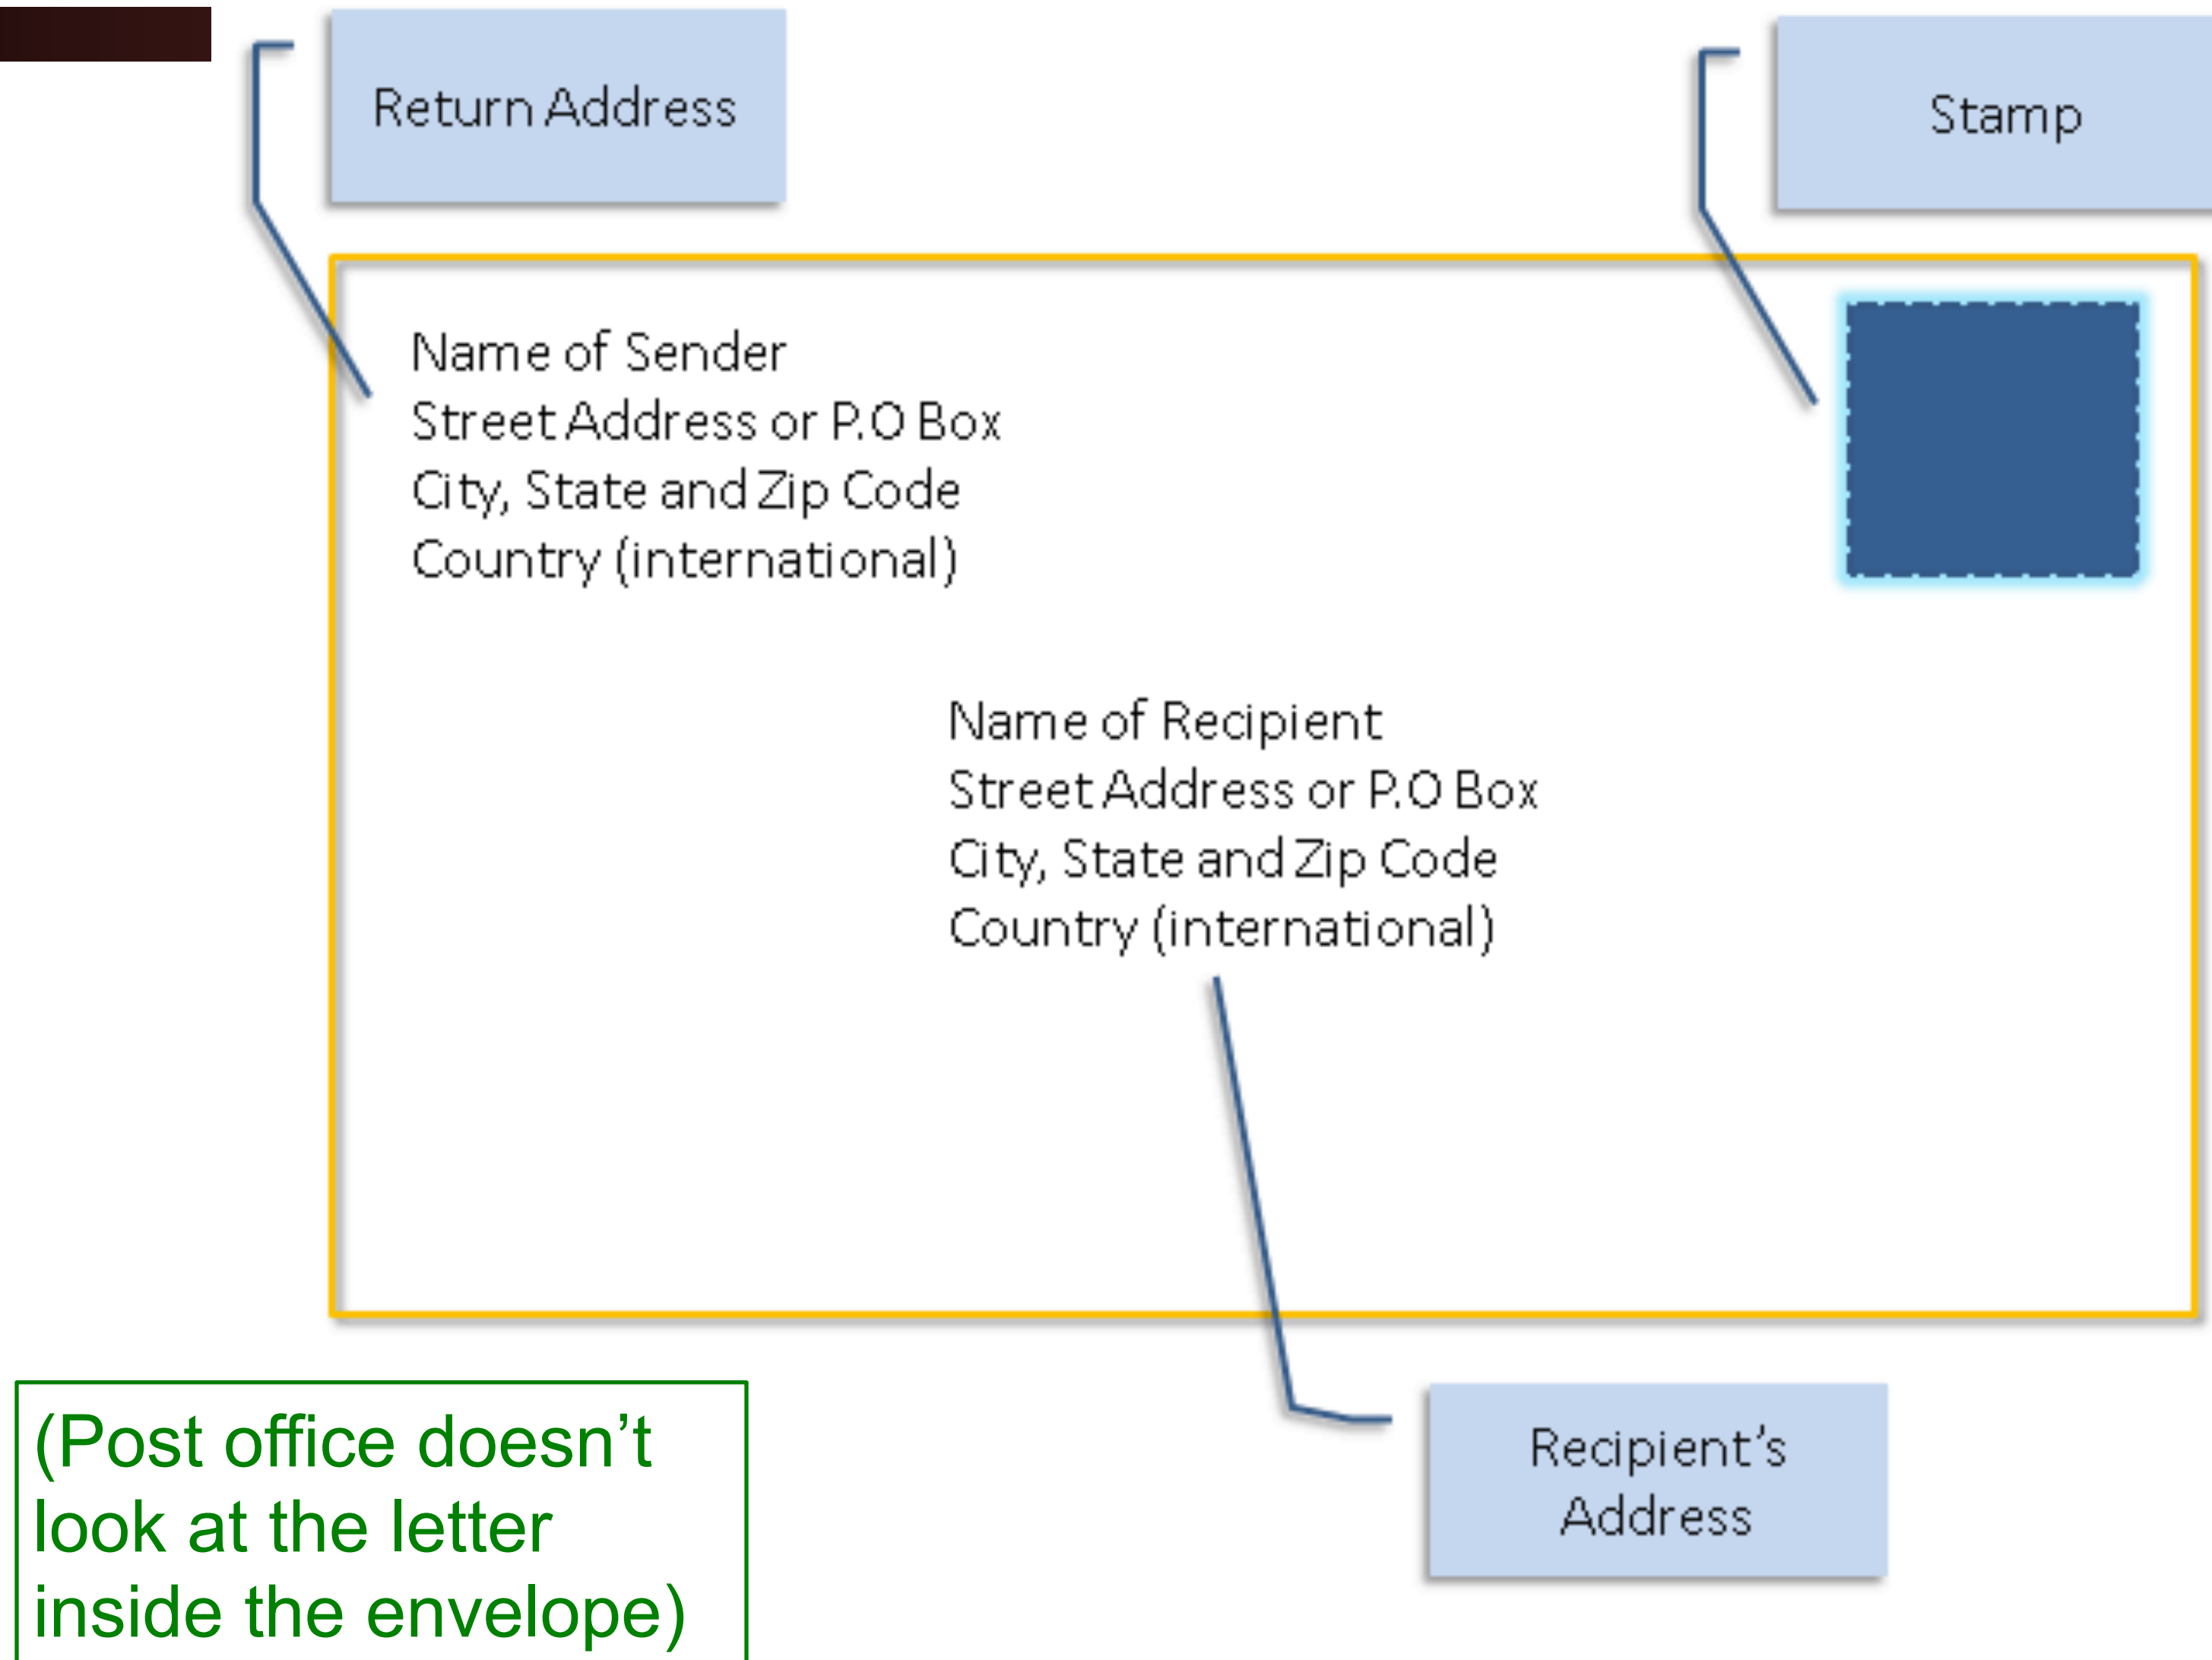 Return Address
Stamp
Name of Sender
Street Address or P.O Box
City, State and Zip Code
Country (international)
Name of Recipient
Street Address or P.O Box
City, State and Zip Code
Country (international)
(Post office doesn’t
look at the letter
inside the envelope)
Recipient’s
Address